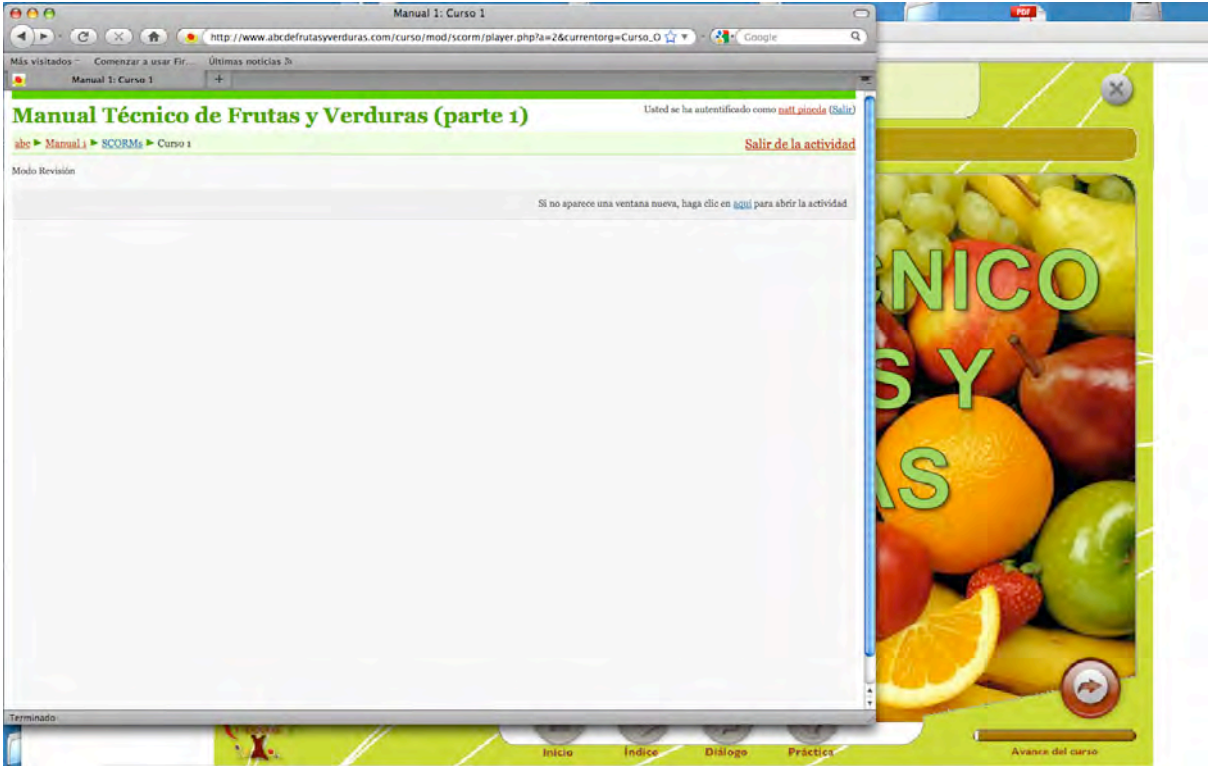 Manual 1: Curso 1
PDF
http://www.abcdefrutasyverduras.com/curso/mod/scorm/player.php?a=2&currentorg=Curso_O
Google
Más visitados
Comenzar a usar Fir...
Últimas noticias
Manual 1: Curso 1
Manual Técnico de Frutas y Verduras (parte 1)
Usted se ha autentificado como natt pineda (Salir)
abc ► Manual 1 ► SCORMs ► Curso 1
Salir de la actividad
Modo Revisión
Si no aparece una ventana nueva, haga clic en aquí para abrir la actividad
NICO
S Y
AS
Terminado
Inicio
Índice
Diálogo
Práctica
Avance del curso